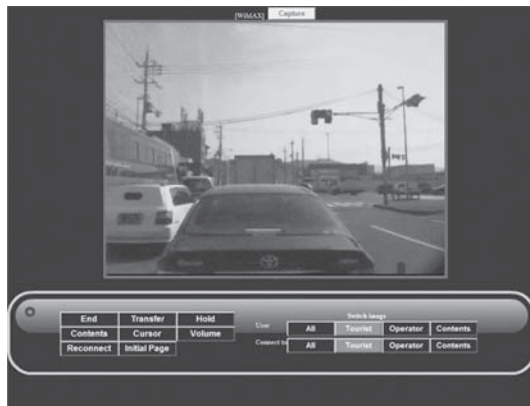 [WiMAX] Capture
End Transfer Hold
Contents Cursor Volume
Reconnect Initial Page
Switch image
User All Tourist Operator Contents
Connect to All Tourist Operator Contents